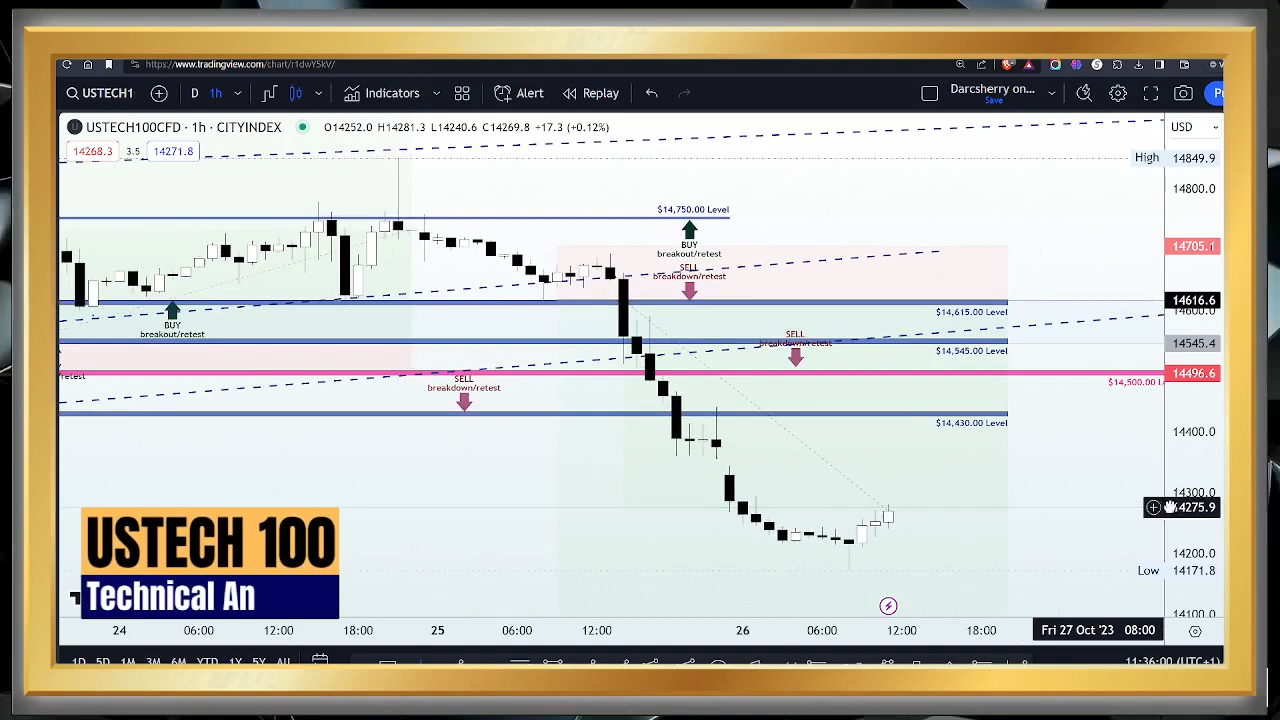 https://www.tradingview.com/chart/r1dwY5kV/
USTECH1
D
1h
Indicators
Alert
Replay
Darsherry on...
Save
USTECH100CFD · 1h · CITYINDEX
O14252.0 H14281.3 L14240.6 C14269.8 +17.3 (+0.12%)
USD
14268.3
3.5
14271.8
High
14849.9
14800.0
$14,750.00 Level
BUY
breakout/retest
14705.1
SELL
breakdown/retest
14616.6
14600.0
$14,615.00 Level
BUY
breakout/retest
SELL
breakdown/retest
14545.4
$14,545.00 Level
retest
14496.6
SELL
breakdown/retest
$14,500.00 L
$14,430.00 Level
14400.0
14300.0
4275.9
USTECH 100
Technical An
14200.0
Low
14171.8
14100.0
24
06:00
12:00
18:00
25
06:00
12:00
26
06:00
12:00
18:00
Fri 27 Oct '23 08:00
1D 5D 1M 3M 6M YTD 1Y 5Y All
11:36:00 (UTC+1)